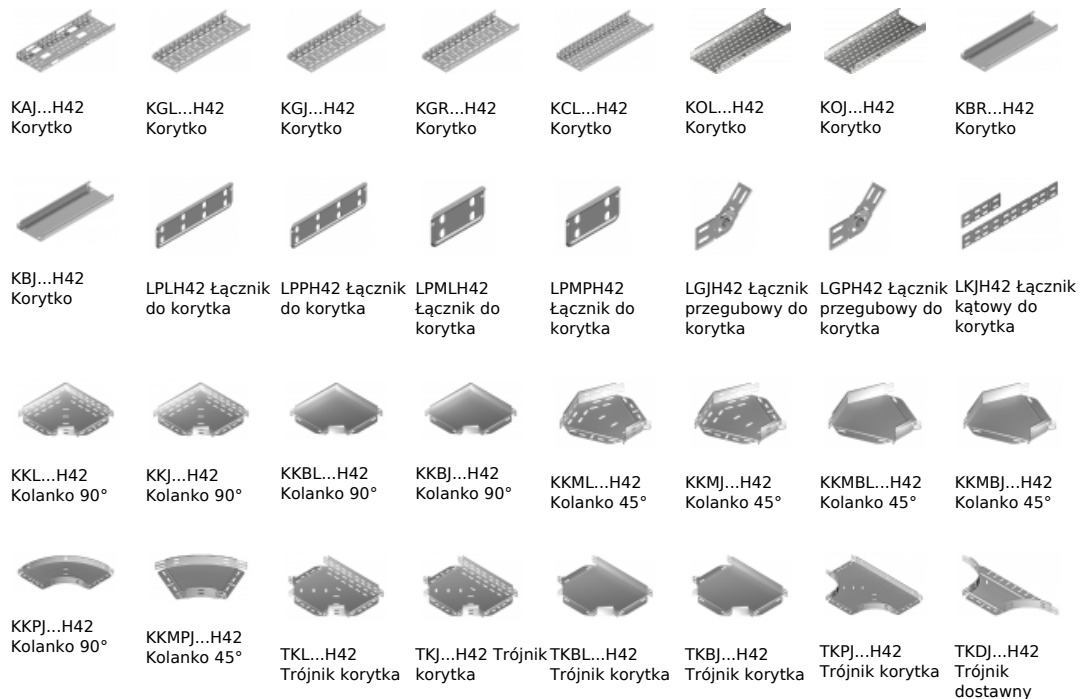 KAJ...H42
Korytko
KGL...H42
Korytko
KGJ...H42
Korytko
KGR...H42
Korytko
KCL...H42
Korytko
KOL...H42
Korytko
KOJ...H42
Korytko
KBR...H42
Korytko
KBJ...H42
Korytko
LPLH42 Łącznik
do korytka
LPPH42 Łącznik
do korytka
LPMLH42
Łącznik do
korytka
LPMPH42
Łącznik do
korytka
LGJH42 Łącznik
przegubowy do
korytka
LGPH42 Łącznik
przegubowy do
korytka
LKJH42 Łącznik
kątowy do
korytka
KKL...H42
Kolanko 90°
KKJ...H42
Kolanko 90°
KKBL...H42
Kolanko 90°
KKBJ...H42
Kolanko 90°
KKML...H42
Kolanko 45°
KKMJ...H42
Kolanko 45°
KKMBL...H42
Kolanko 45°
KKMBJ...H42
Kolanko 45°
KKPJ...H42
Kolanko 90°
KKMPJ...H42
Kolanko 45°
TKL...H42
Trójnik korytka
TKJ...H42 Trójnik
korytka
TKBL...H42
Trójnik korytka
TKBJ...H42
Trójnik korytka
TKPJ...H42
Trójnik korytka
TKDJ...H42
Trójnik
dostawny